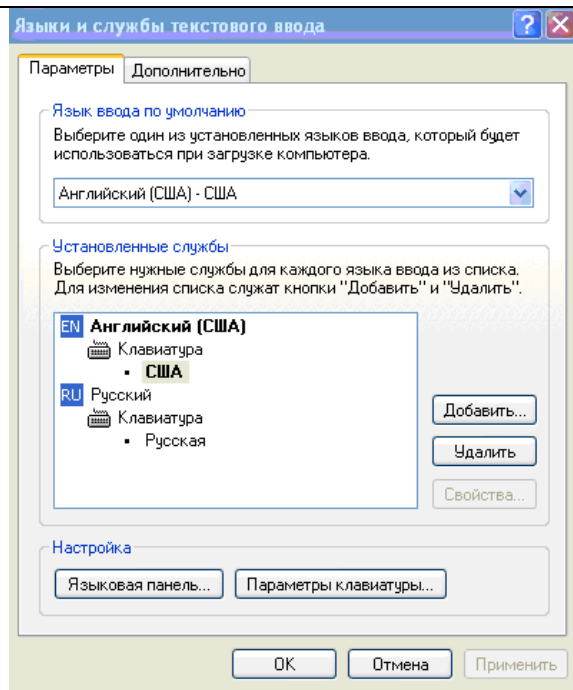 Языки и службы текстового ввода
Параметры
Дополнительно
Язык ввода по умолчанию
Выберите один из установленных языков ввода, который будет
использоваться при загрузке компьютера.
Английский (США) - США
Установленные службы
Выберите нужные службы для каждого языка ввода из списка.
Для изменения списка служат кнопки "Добавить" и "Удалить".
EN Английский (США)
Клавиатура
США
RU Русский
Клавиатура
Русская
Добавить...
Удалить
Свойства...
Настройка
Языковая панель...
Параметры клавиатуры...
OK
Отмена
Применить